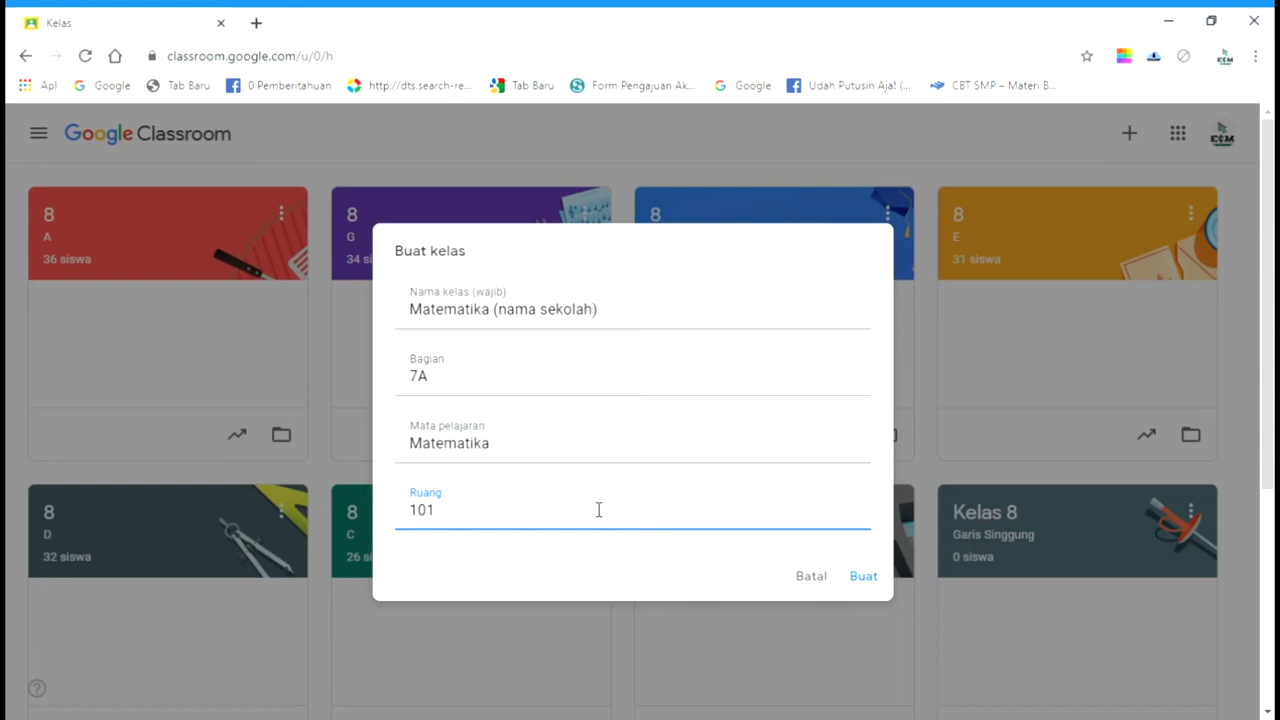 Kelas
classroom.google.com/u/0/h
Apl Google Tab Baru 0 Pemberitahuan http://dts.search-re... Tab Baru Form Pengajuan Ak... Google Udah Putusin Aja! (... CBT SMP – Materi B...
Google Classroom
ECM
8
A
36 siswa
8
G
34 si
8
8
E
31 siswa
Buat kelas
Nama kelas (wajib)
Matematika (nama sekolah)
Bagian
7A
Mata pelajaran
Matematika
Ruang
101
Batal Buat
8
D
32 siswa
8
C
26 si
Kelas 8
Garis Singgung
0 siswa